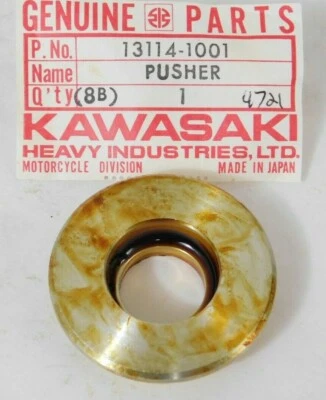 GENUINE PARTS
P. No. 13114-1001
Name PUSHER
Q'ty (8B) 1 4721
KAWASAKI
HEAVY INDUSTRIES, LTD.
MOTORCYCLE DIVISION MADE IN JAPAN